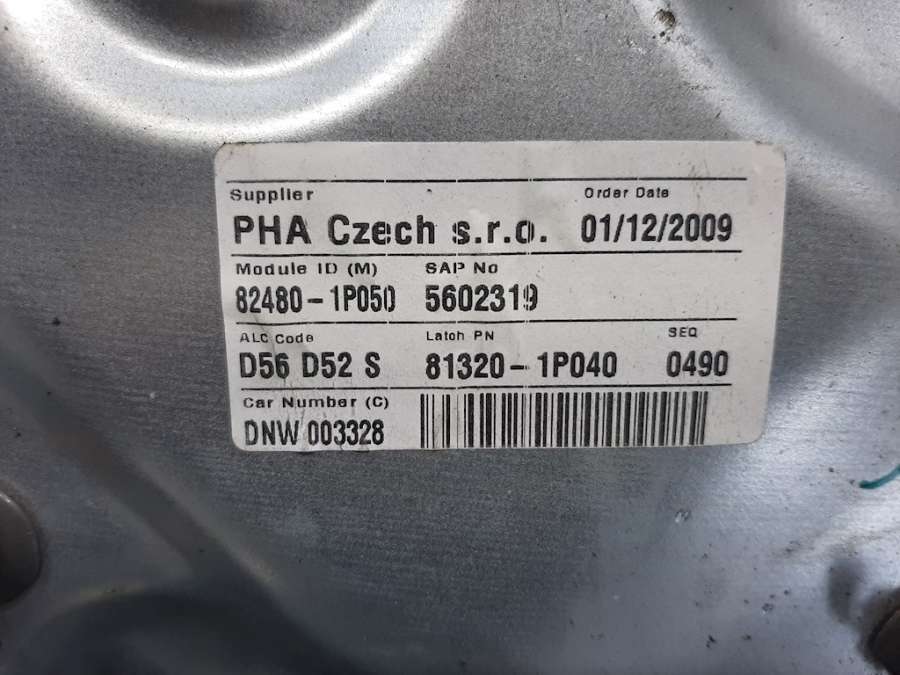 Supplier Order Date
PHA Czech s.r.o. 01/12/2009
Module ID (M) SAP No
82480-1P050 5602319
ALC Code Latch PN SEQ
D56 D52 S 81320-1P040 0490
Car Number (C)
DNW 003328